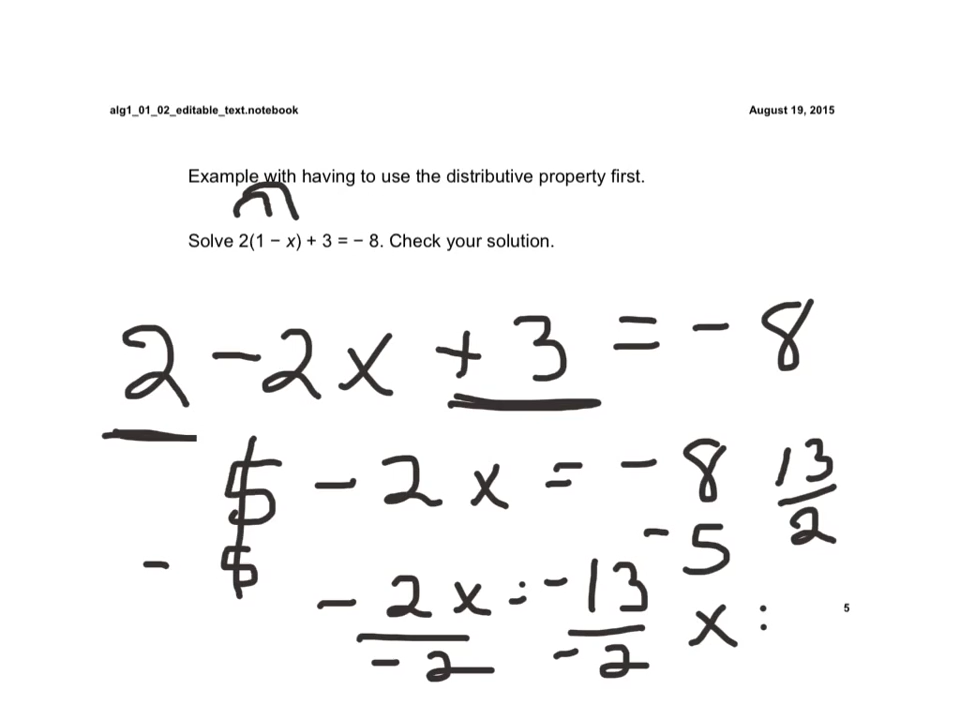 alg1_01_02_editable_text.notebook August 19, 2015
Example with having to use the distributive property first.
Solve 2(1 − x) + 3 = − 8. Check your solution.
2 − 2x + 3 = − 8
5 − 2x = − 8 13/2
− 5 − 5
− 2x = −13 x =
−2 −2
5